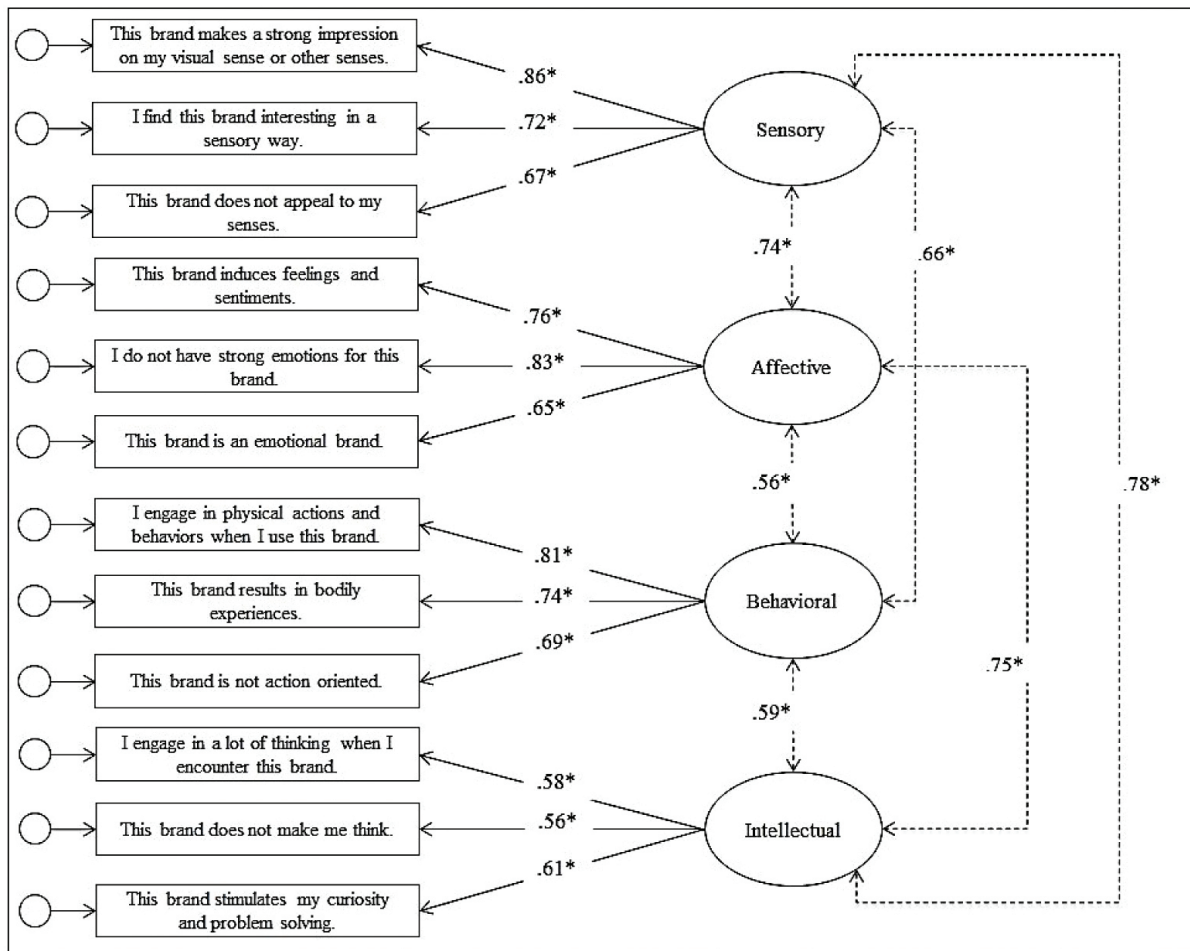 This brand makes a strong impression
on my visual sense or other senses.
.86*
I find this brand interesting in a
sensory way.
.72*
Sensory
.67*
This brand does not appeal to my
senses.
.74*
.66*
This brand induces feelings and
sentiments.
.76*
I do not have strong emotions for this
brand.
.83*
Affective
.65*
This brand is an emotional brand.
.56*
.78*
I engage in physical actions and
behaviors when I use this brand.
.81*
This brand results in bodily
experiences.
.74*
Behavioral
.69*
This brand is not action oriented.
.75*
.59*
I engage in a lot of thinking when I
encounter this brand.
.58*
This brand does not make me think.
.56*
Intellectual
.61*
This brand stimulates my curiosity
and problem solving.